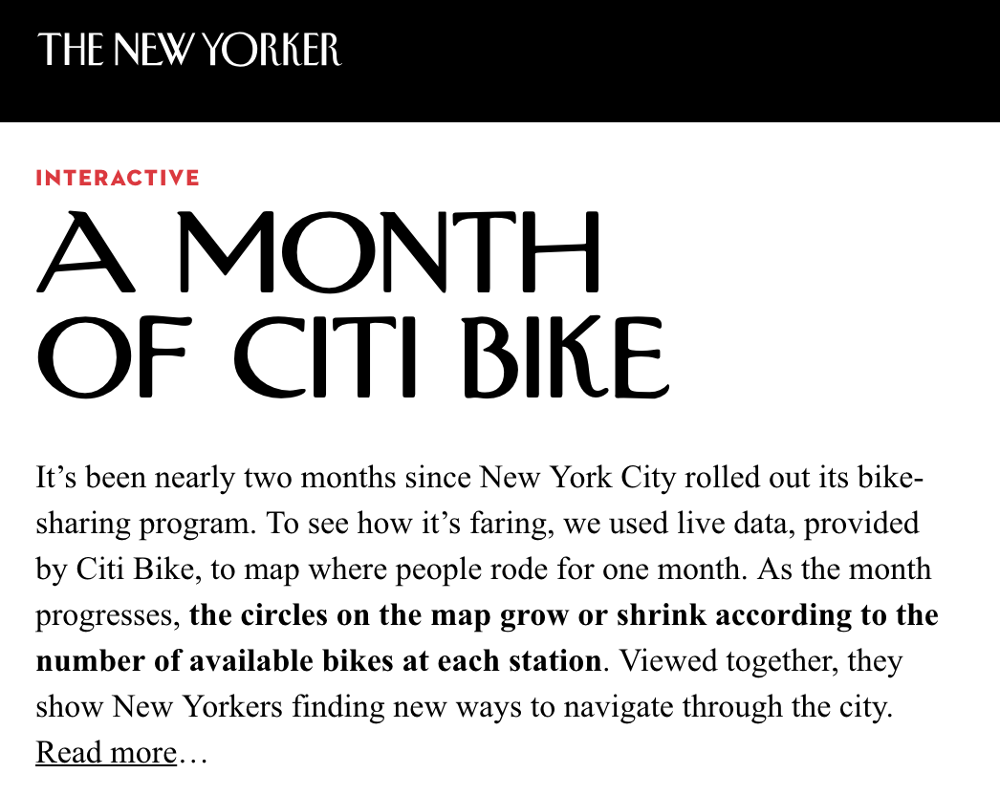 THE NEW YORKER
INTERACTIVE
A MONTH
OF CITI BIKE
It’s been nearly two months since New York City rolled out its bike-
sharing program. To see how it’s faring, we used live data, provided
by Citi Bike, to map where people rode for one month. As the month
progresses, the circles on the map grow or shrink according to the
number of available bikes at each station. Viewed together, they
show New Yorkers finding new ways to navigate through the city.
Read more…